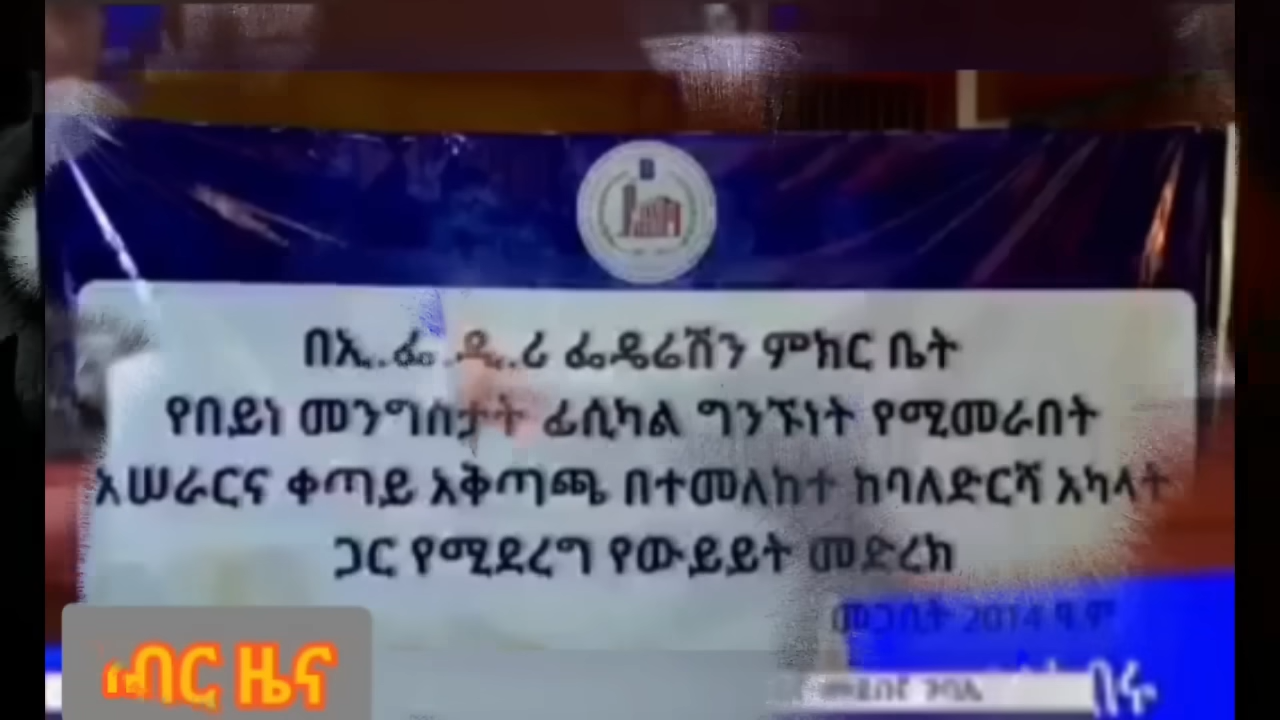 በኢ..ፌ..ዲ..ሪ ፌዴሬሽን ምክር ቤት
የበይነ መንግስታት ፊሲካል ግንኙነት የሚመራበት
አሠራርና ቀጣይ አቅጣጫ በተመለከተ ከባለድርሻ አካላት
ጋር የሚደረግ የውይይት መድረክ
መጋቢት 2014 ዓ.ም
ዜና